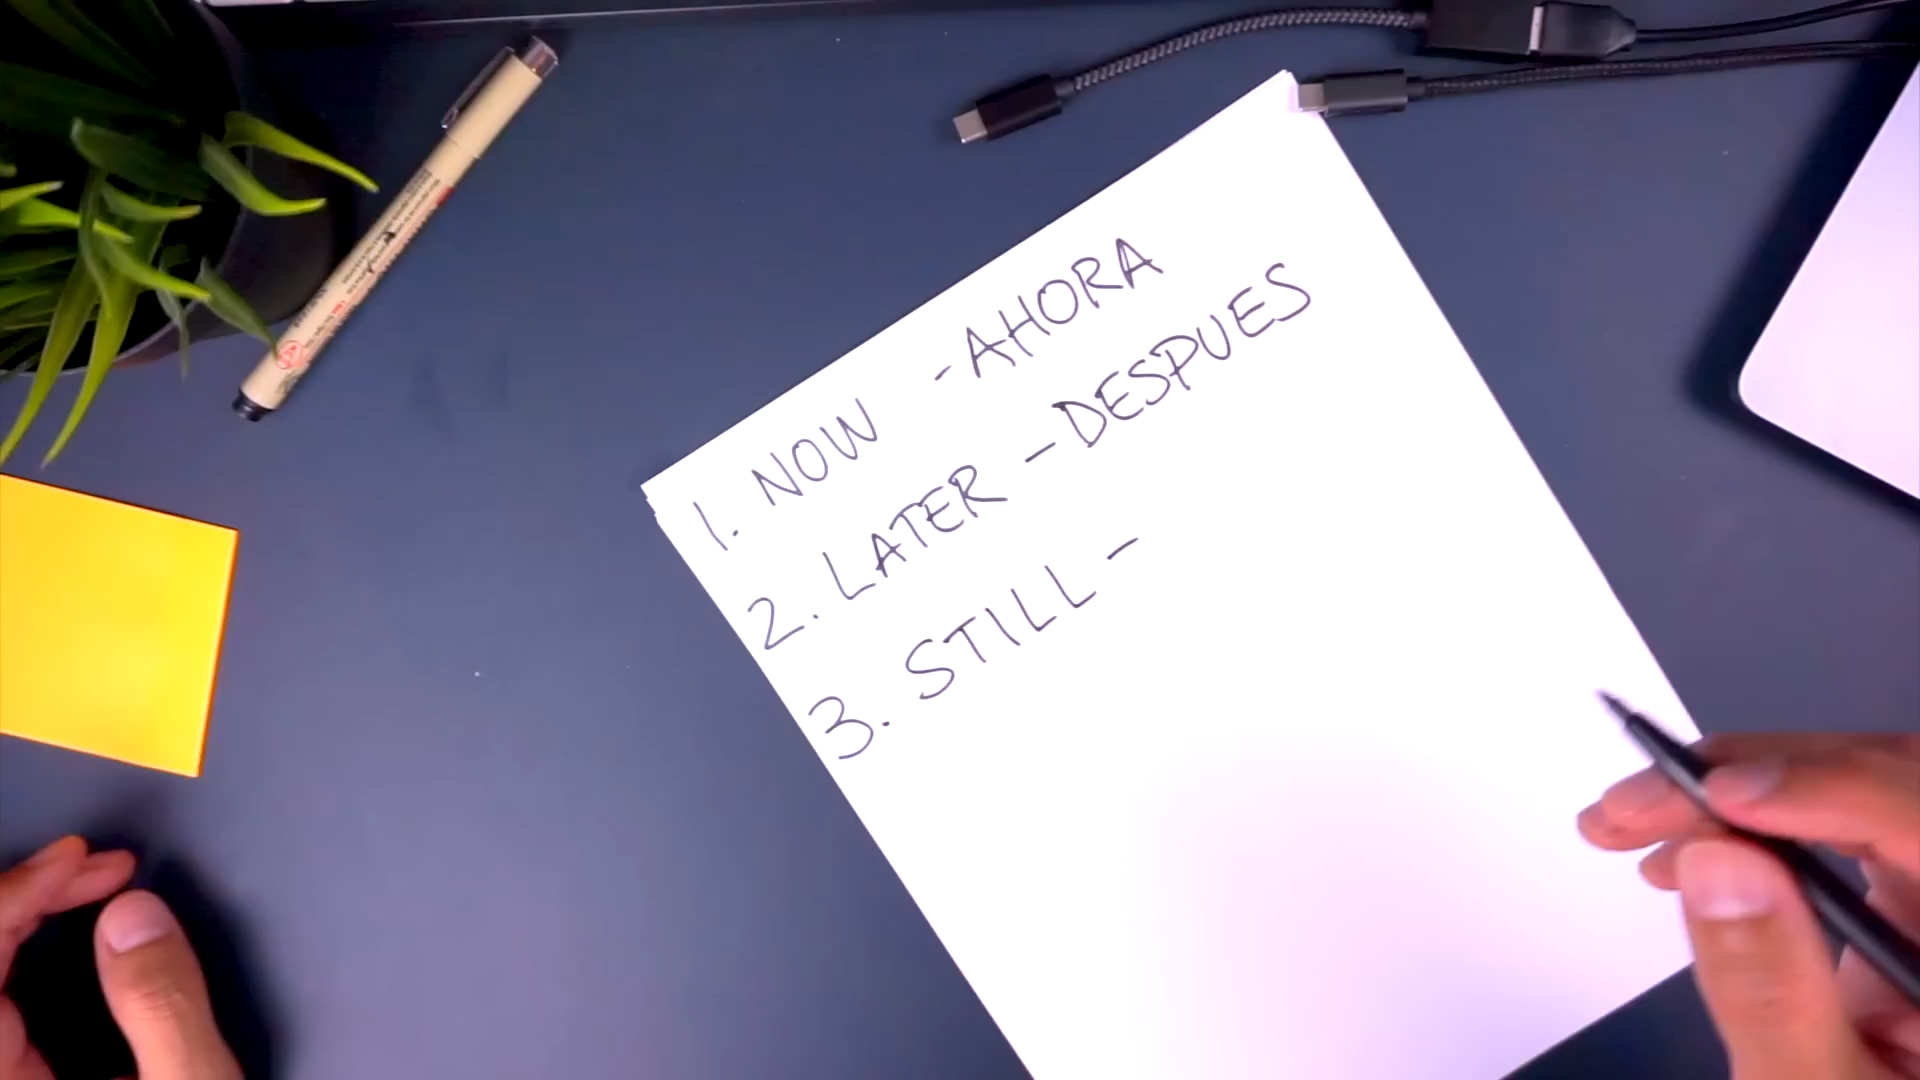 1. NOW - AHORA
2. LATER - DESPUES
3. STILL -